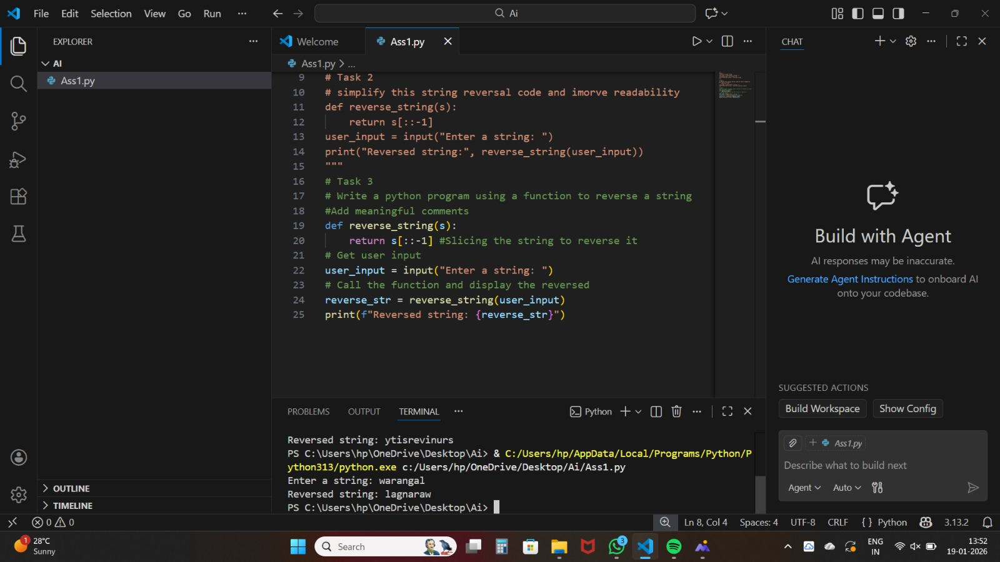 File Edit Selection View Go Run ··· Ai
EXPLORER ···
AI
Ass1.py
OUTLINE
TIMELINE
Welcome
Ass1.py
Ass1.py > ...
9 # Task 2
10 # simplify this string reversal code and imorve readability
11 def reverse_string(s):
12 return s[::-1]
13 user_input = input("Enter a string: ")
14 print("Reversed string:", reverse_string(user_input))
15 """
16 # Task 3
17 # Write a python program using a function to reverse a string
18 #Add meaningful comments
19 def reverse_string(s):
20 return s[::-1] #Slicing the string to reverse it
21 # Get user input
22 user_input = input("Enter a string: ")
23 # Call the function and display the reversed
24 reverse_str = reverse_string(user_input)
25 print(f"Reversed string: {reverse_str}")
PROBLEMS OUTPUT TERMINAL ··· Python
Reversed string: ytisrevinurs
PS C:\Users\hp\OneDrive\Desktop\Ai> & C:/Users/hp/AppData/Local/Programs/Python/P
ython313/python.exe c:/Users/hp/OneDrive/Desktop/Ai/Ass1.py
Enter a string: warangal
Reversed string: lagnaraw
PS C:\Users\hp\OneDrive\Desktop\Ai>
CHAT
Build with Agent
AI responses may be inaccurate.
Generate Agent Instructions to onboard AI
onto your codebase.
SUGGESTED ACTIONS
Build Workspace Show Config
+ Ass1.py
Describe what to build next
Agent Auto
0 0 Ln 8, Col 4 Spaces: 4 UTF-8 CRLF { } Python 3.13.2
1 28°C
Sunny
Search
3
ENG
IN
13:52
19-01-2026